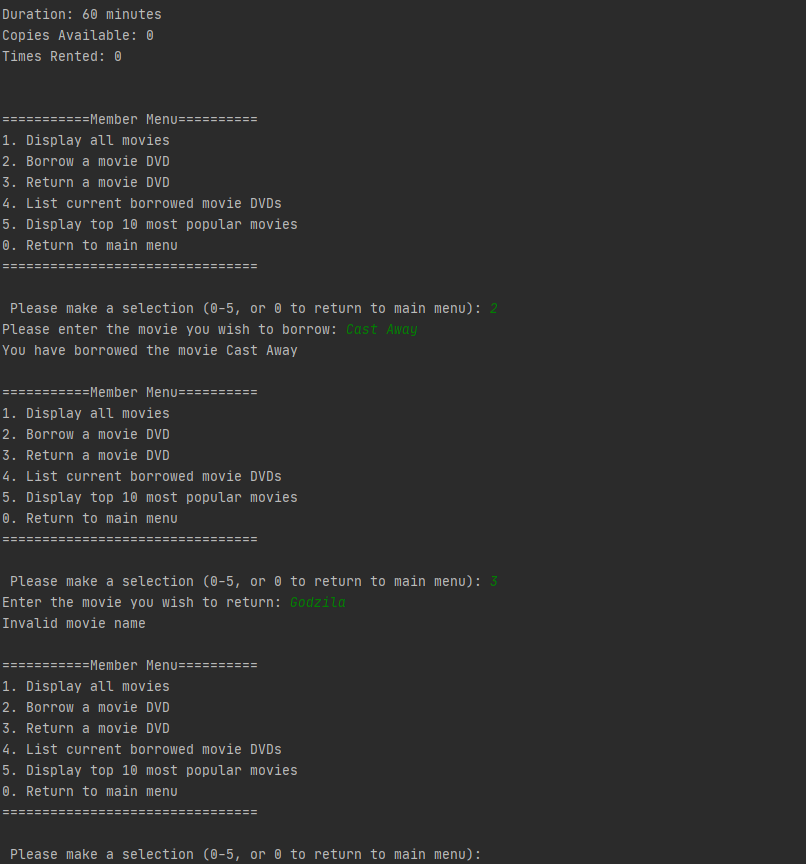 Duration: 60 minutes
Copies Available: 0
Times Rented: 0
===========Member Menu==========
1. Display all movies
2. Borrow a movie DVD
3. Return a movie DVD
4. List current borrowed movie DVDs
5. Display top 10 most popular movies
0. Return to main menu
================================
Please make a selection (0-5, or 0 to return to main menu): 2
Please enter the movie you wish to borrow: Cast Away
You have borrowed the movie Cast Away
===========Member Menu==========
1. Display all movies
2. Borrow a movie DVD
3. Return a movie DVD
4. List current borrowed movie DVDs
5. Display top 10 most popular movies
0. Return to main menu
================================
Please make a selection (0-5, or 0 to return to main menu): 3
Enter the movie you wish to return: Godzila
Invalid movie name
===========Member Menu==========
1. Display all movies
2. Borrow a movie DVD
3. Return a movie DVD
4. List current borrowed movie DVDs
5. Display top 10 most popular movies
0. Return to main menu
================================
Please make a selection (0-5, or 0 to return to main menu):